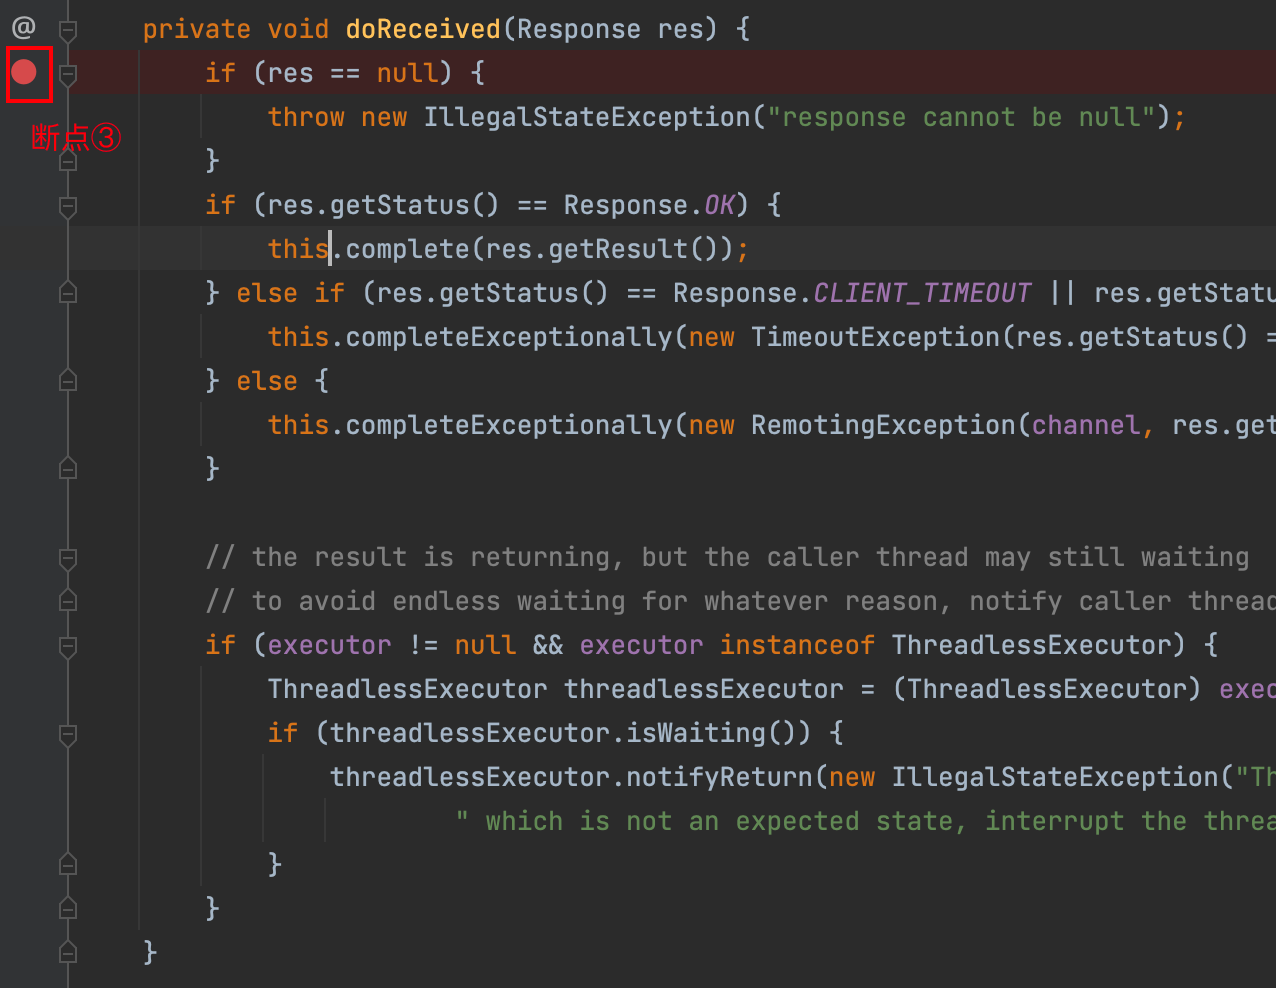 @ private void doReceived(Response res) {
if (res == null) {
throw new IllegalStateException("response cannot be null");
断点③
}
if (res.getStatus() == Response.OK) {
this.complete(res.getResult());
} else if (res.getStatus() == Response.CLIENT_TIMEOUT || res.getStatu
this.completeExceptionally(new TimeoutException(res.getStatus() =
} else {
this.completeExceptionally(new RemotingException(channel, res.get
}
// the result is returning, but the caller thread may still waiting
// to avoid endless waiting for whatever reason, notify caller thread
if (executor != null && executor instanceof ThreadlessExecutor) {
ThreadlessExecutor threadlessExecutor = (ThreadlessExecutor) exec
if (threadlessExecutor.isWaiting()) {
threadlessExecutor.notifyReturn(new IllegalStateException("Th
" which is not an expected state, interrupt the threa
}
}
}